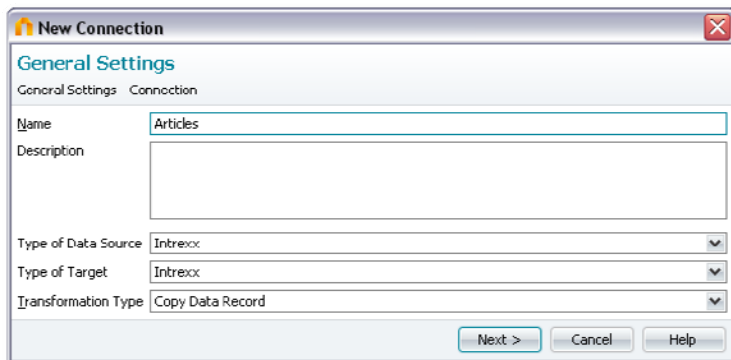 New Connection
General Settings
General Settings Connection
Name Articles
Description
Type of Data Source Intrexx
Type of Target Intrexx
Transformation Type Copy Data Record
Next > Cancel Help